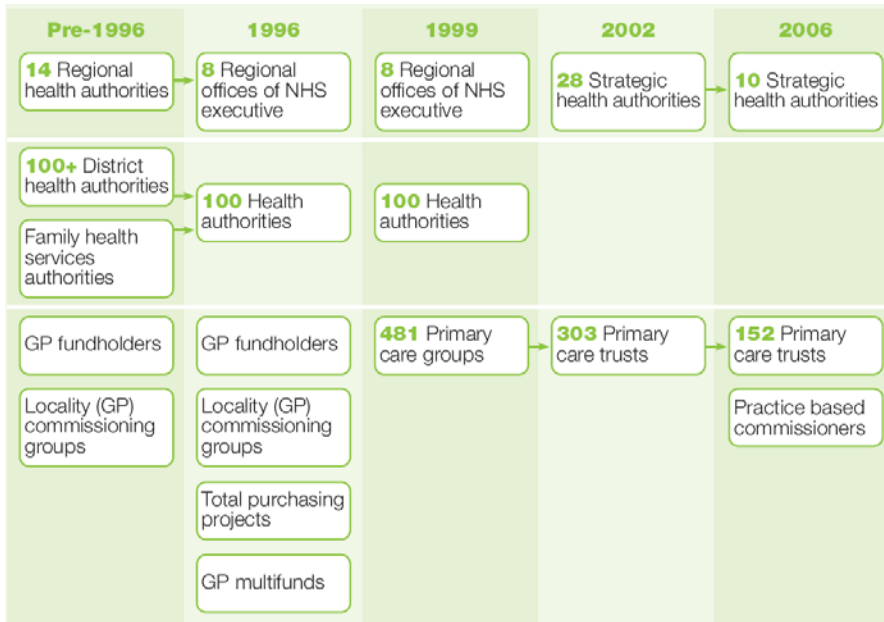 Pre-1996
1996
1999
2002
2006
14 Regional
health authorities
8 Regional
offices of NHS
executive
8 Regional
offices of NHS
executive
28 Strategic
health authorities
10 Strategic
health authorities
100+ District
health authorities
Family health
services
authorities
100 Health
authorities
100 Health
authorities
GP fundholders
GP fundholders
481 Primary
care groups
303 Primary
care trusts
152 Primary
care trusts
Locality (GP)
commissioning
groups
Locality (GP)
commissioning
groups
Practice based
commissioners
Total purchasing
projects
GP multifunds